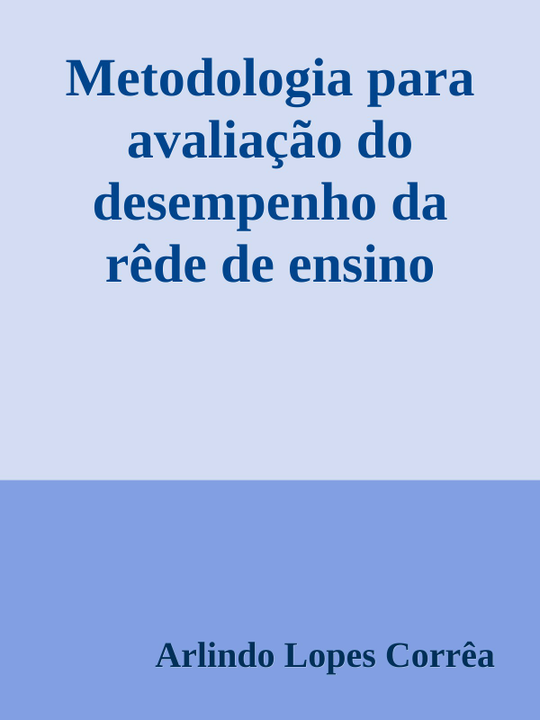 Metodologia para
avaliação do
desempenho da
rêde de ensino
Arlindo Lopes Corrêa